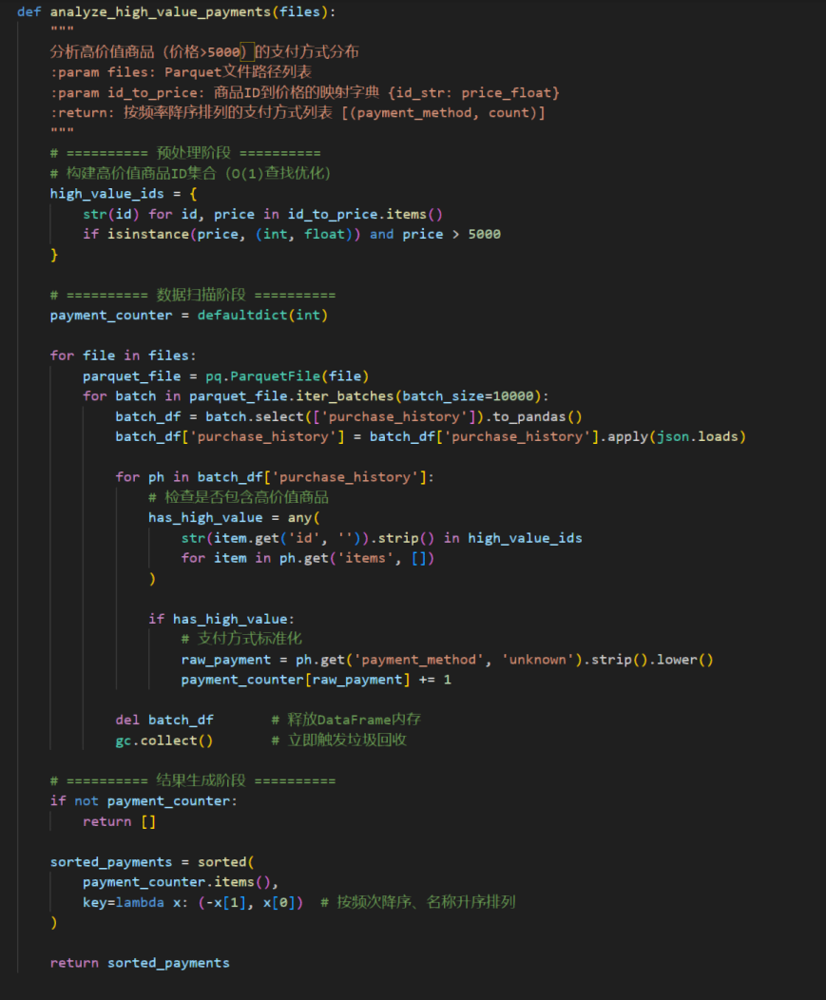 def analyze_high_value_payments(files):
"""
分析高价值商品（价格>5000）的支付方式分布
:param files: Parquet文件路径列表
:param id_to_price: 商品ID到价格的映射字典 {id_str: price_float}
:return: 按频率降序排列的支付方式列表 [(payment_method, count)]
"""
# ========== 预处理阶段 ==========
# 构建高价值商品ID集合（O(1)查找优化）
high_value_ids = {
str(id) for id, price in id_to_price.items()
if isinstance(price, (int, float)) and price > 5000
}
# ========== 数据扫描阶段 ==========
payment_counter = defaultdict(int)
for file in files:
parquet_file = pq.ParquetFile(file)
for batch in parquet_file.iter_batches(batch_size=10000):
batch_df = batch.select(['purchase_history']).to_pandas()
batch_df['purchase_history'] = batch_df['purchase_history'].apply(json.loads)
for ph in batch_df['purchase_history']:
# 检查是否包含高价值商品
has_high_value = any(
str(item.get('id', '')).strip() in high_value_ids
for item in ph.get('items', [])
)
if has_high_value:
# 支付方式标准化
raw_payment = ph.get('payment_method', 'unknown').strip().lower()
payment_counter[raw_payment] += 1
del batch_df       # 释放DataFrame内存
gc.collect()       # 立即触发垃圾回收
# ========== 结果生成阶段 ==========
if not payment_counter:
return []
sorted_payments = sorted(
payment_counter.items(),
key=lambda x: (-x[1], x[0])  # 按频次降序、名称升序排列
)
return sorted_payments